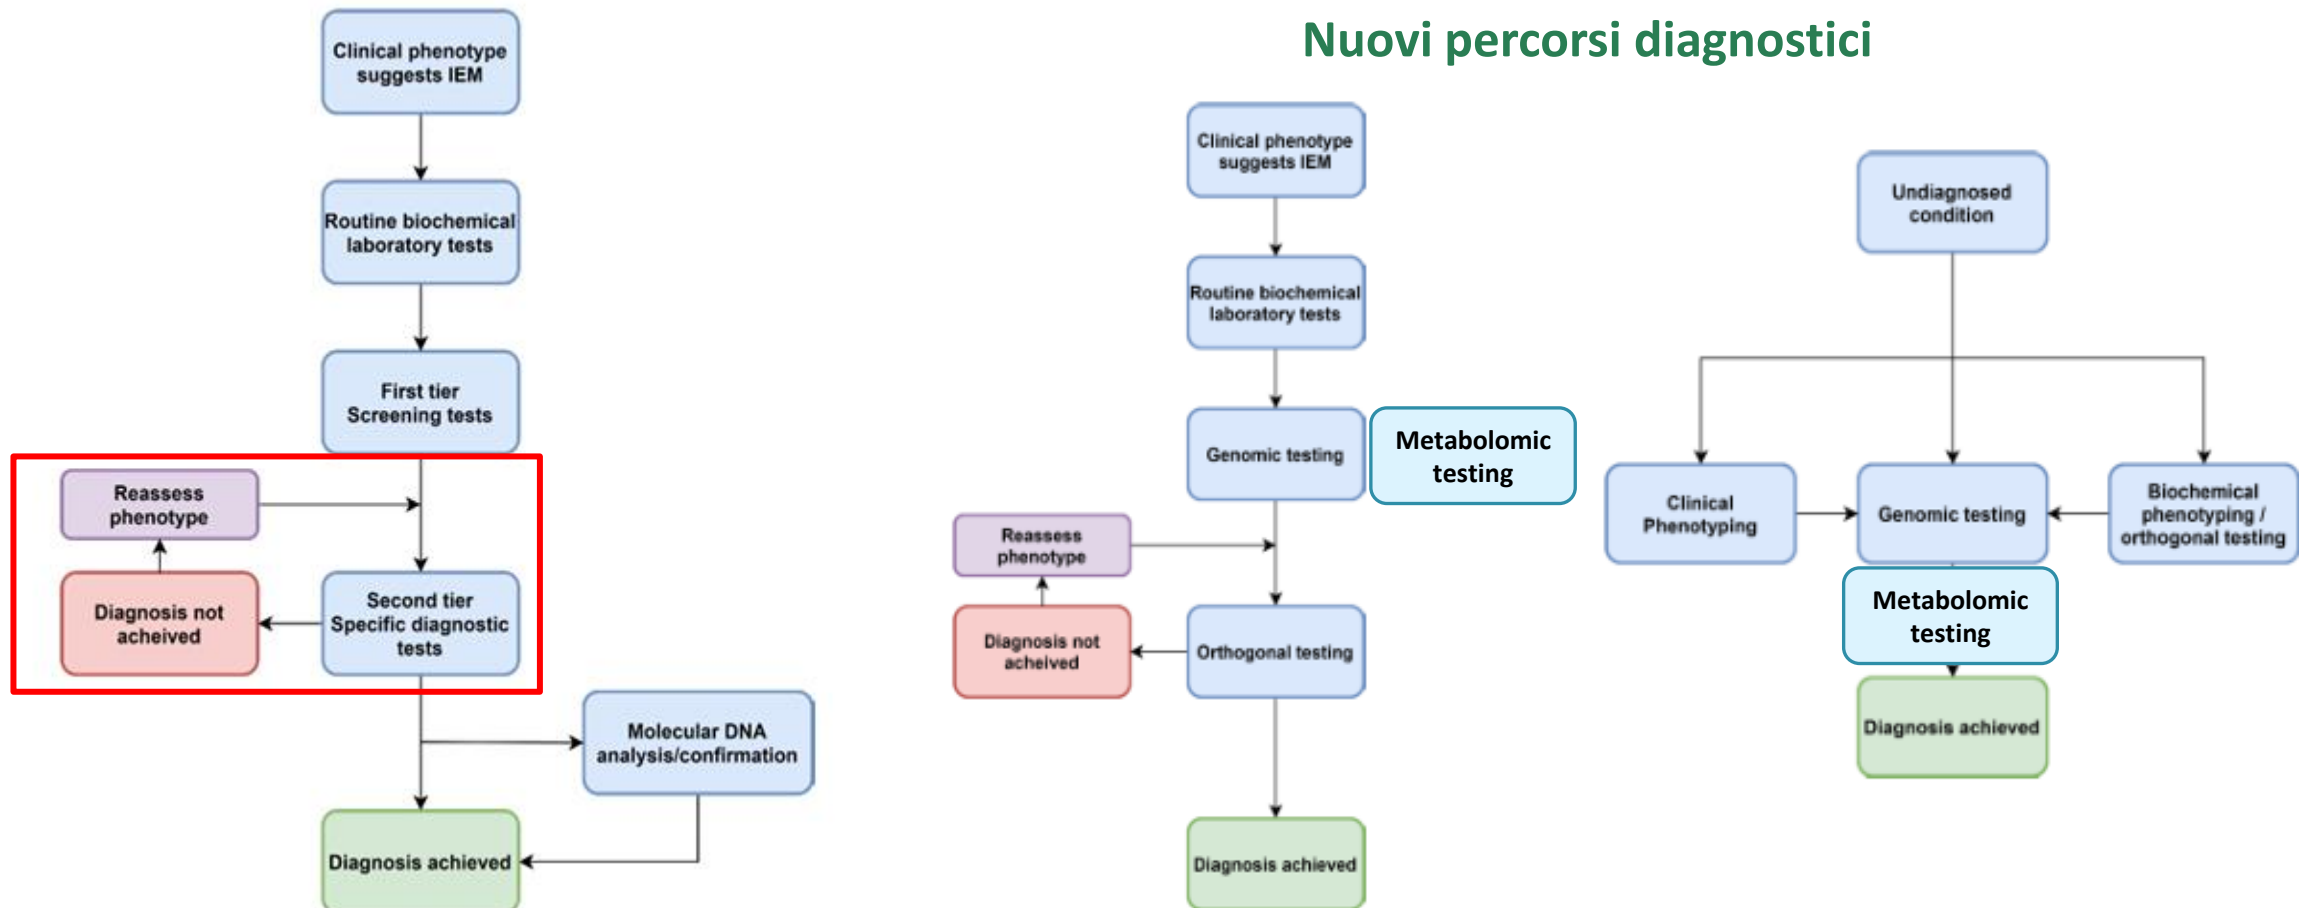 Nuovi percorsi diagnostici
Clinical phenotype
suggests IEM
Routine biochemical
laboratory tests
First tier
Screening tests
Reassess
phenotype
Diagnosis not
acheived
Second tier
Specific diagnostic
tests
Molecular DNA
analysis/confirmation
Diagnosis achieved
Clinical phenotype
suggests IEM
Routine biochemical
laboratory tests
Genomic testing
Metabolomic
testing
Reassess
phenotype
Diagnosis not
acheived
Orthogonal testing
Diagnosis achieved
Undiagnosed
condition
Clinical
Phenotyping
Genomic testing
Biochemical
phenotyping /
orthogonal testing
Metabolomic
testing
Diagnosis achieved